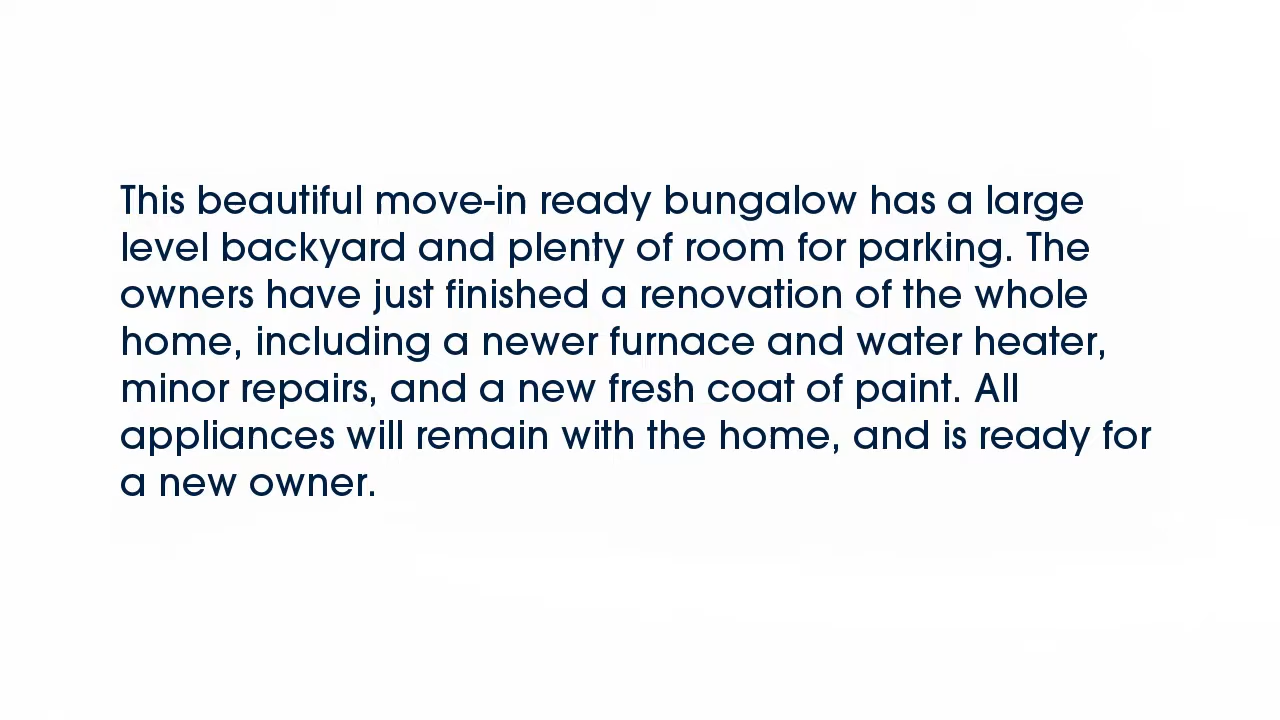 This beautiful move-in ready bungalow has a large
level backyard and plenty of room for parking. The
owners have just finished a renovation of the whole
home, including a newer furnace and water heater,
minor repairs, and a new fresh coat of paint. All
appliances will remain with the home, and is ready for
a new owner.